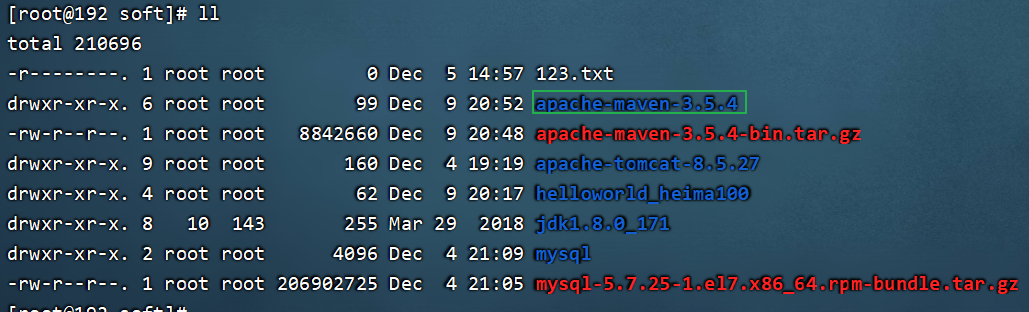 [root@192 soft]# ll
total 210696
-r--------. 1 root root         0 Dec  5 14:57 123.txt
drwxr-xr-x. 6 root root        99 Dec  9 20:52 apache-maven-3.5.4
-rw-r--r--. 1 root root   8842660 Dec  9 20:48 apache-maven-3.5.4-bin.tar.gz
drwxr-xr-x. 9 root root       160 Dec  4 19:19 apache-tomcat-8.5.27
drwxr-xr-x. 4 root root        62 Dec  9 20:17 helloworld_heima100
drwxr-xr-x. 8   10  143       255 Mar 29  2018 jdk1.8.0_171
drwxr-xr-x. 2 root root      4096 Dec  4 21:09 mysql
-rw-r--r--. 1 root root 206902725 Dec  4 21:05 mysql-5.7.25-1.el7.x86_64.rpm-bundle.tar.gz
[root@192 soft]#